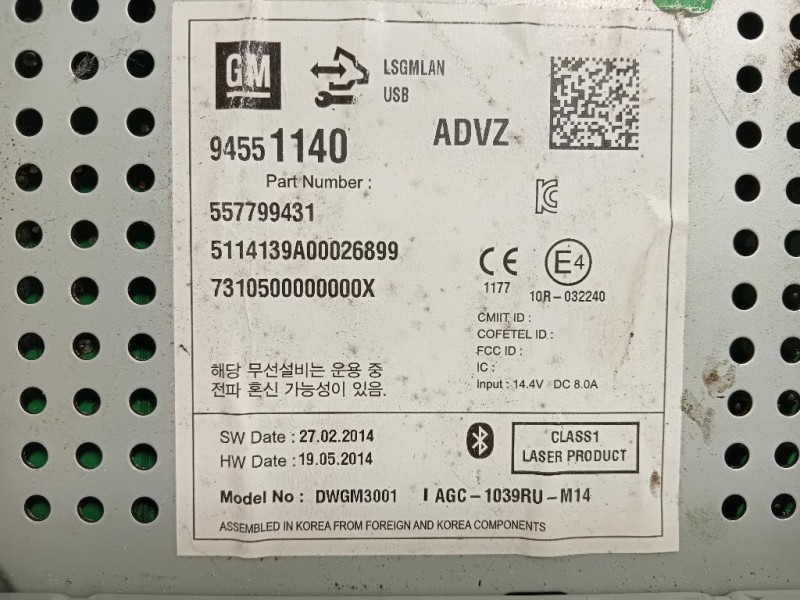 GM
LSGMLAN
USB
94551140
ADVZ
Part Number :
557799431
5114139A00026899
7310500000000X
CE
1177
E4
10R-032240
CMIIT ID :
COFETEL ID :
FCC ID :
IC :
Input : 14.4V DC 8.0A
해당 무선설비는 운용 중
전파 혼신 가능성이 있음.
SW Date : 27.02.2014
HW Date : 19.05.2014
CLASS1
LASER PRODUCT
Model No : DWGM3001 I AGC-1039RU-M14
ASSEMBLED IN KOREA FROM FOREIGN AND KOREA COMPONENTS